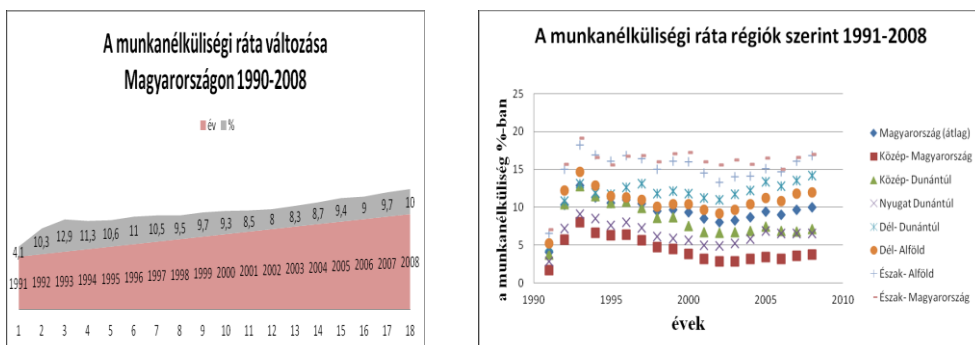 A munkanélküliségi ráta változása
Magyarországon 1990-2008
év %
4,1 10,3 12,9 11,3 10,6 11 10,5 9,5 9,7 9,3 8,5 8 8,3 8,7 9,4 9 9,7 10
1991 1992 1993 1994 1995 1996 1997 1998 1999 2000 2001 2002 2003 2004 2005 2006 2007 2008
1 2 3 4 5 6 7 8 9 10 11 12 13 14 15 16 17 18
A munkanélküliségi ráta régiók szerint 1991-2008
a munkanélküliség %-ban
25
20
15
10
5
0
1990 1995 2000 2005 2010
évek
Magyarország (átlag)
Közép- Magyarország
Közép- Dunántúl
Nyugat Dunántúl
Dél- Dunántúl
Dél- Alföld
Észak- Alföld
Észak- Magyarország